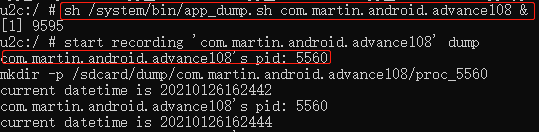 u2c:/ # sh /system/bin/app_dump.sh com.martin.android.advance108 &
[1] 9595
u2c:/ # start recording 'com.martin.android.advance108' dump
com.martin.android.advance108's pid: 5560
mkdir -p /sdcard/dump/com.martin.android.advance108/proc_5560
current datetime is 20210126162442
com.martin.android.advance108's pid: 5560
current datetime is 20210126162444